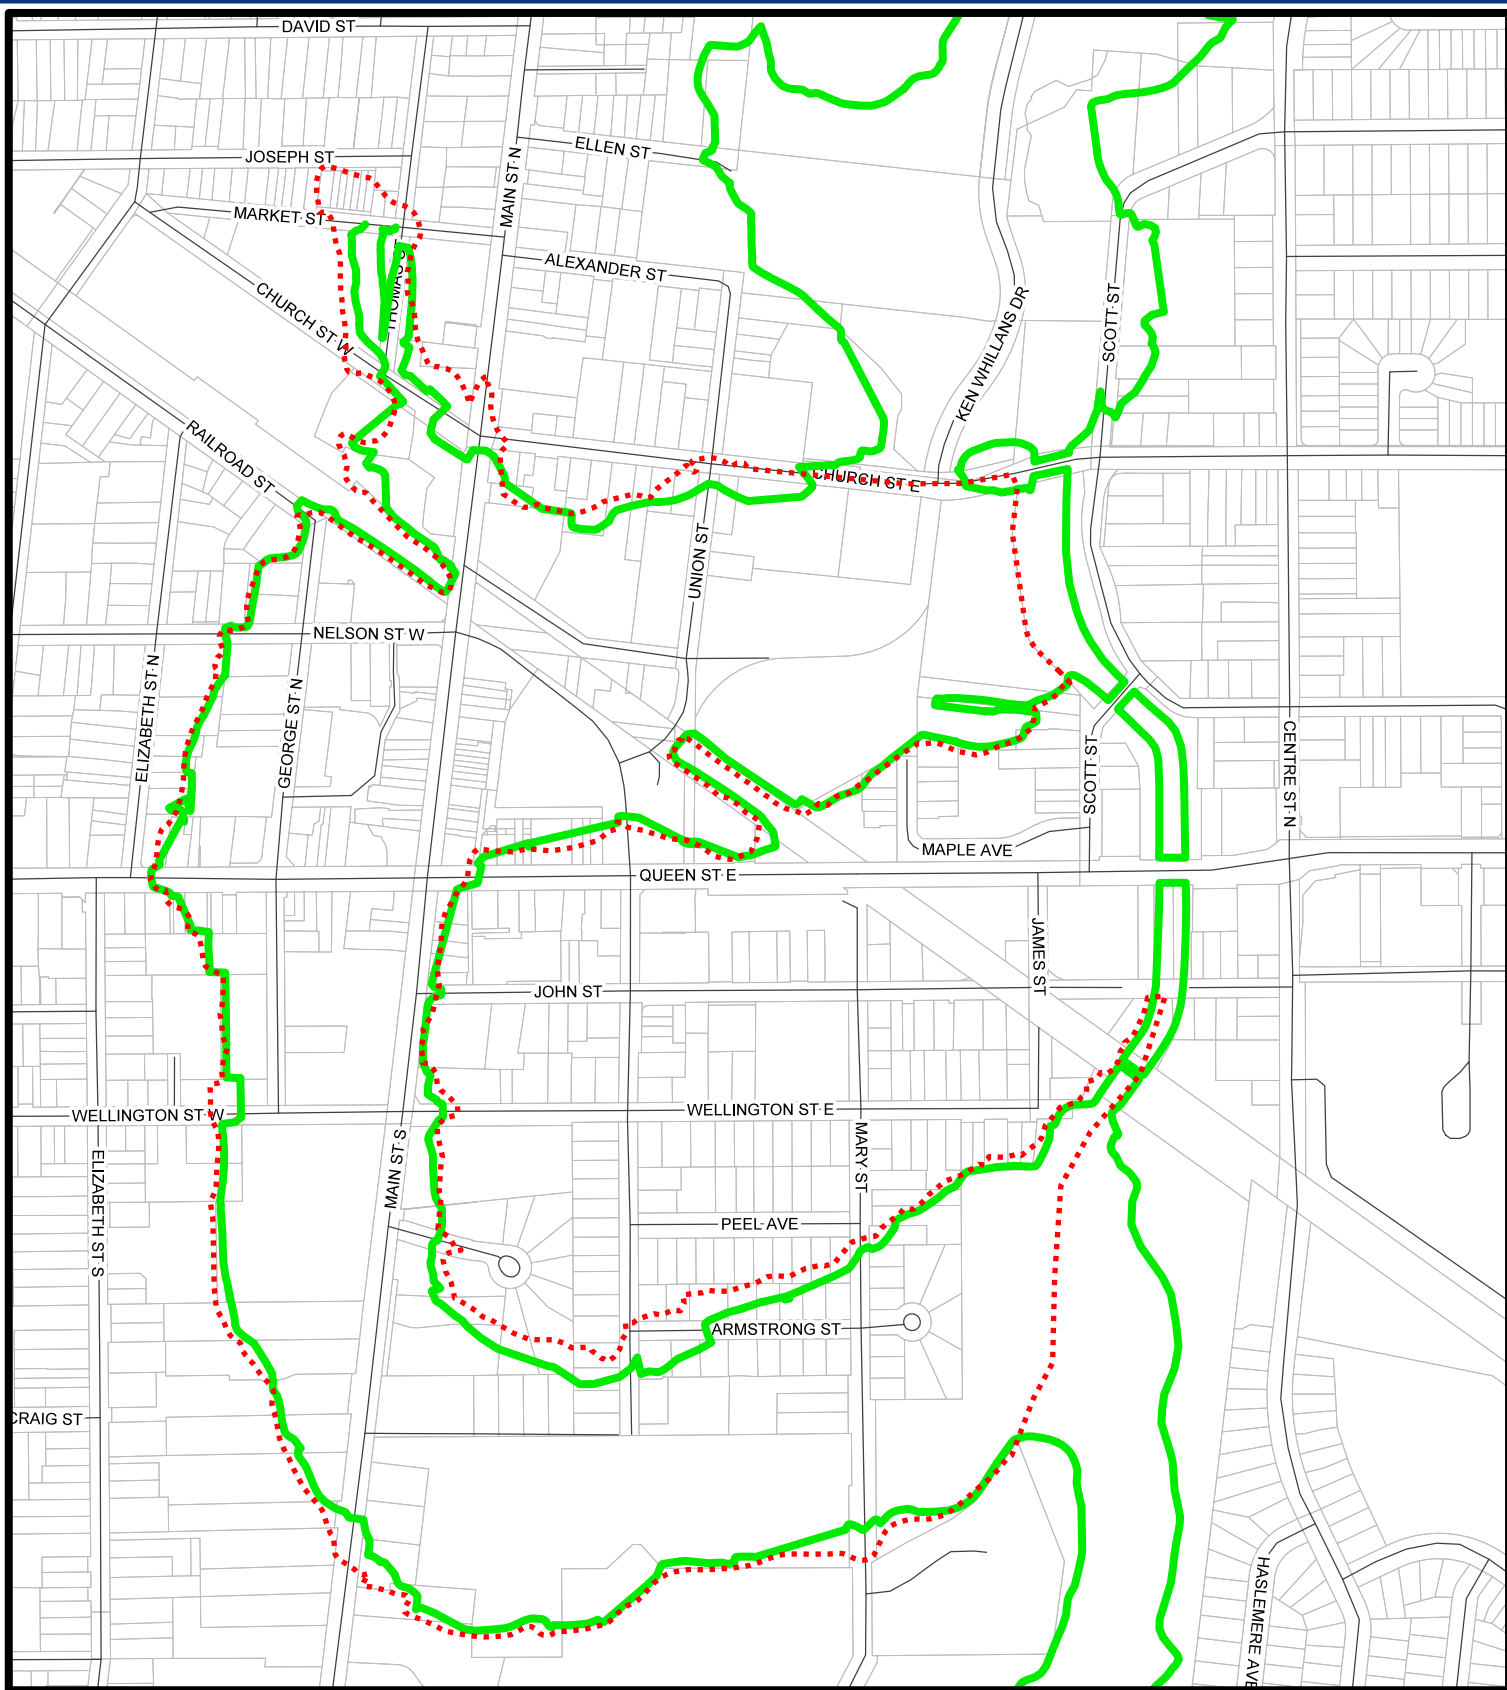 DAVID ST
ELLEN ST
JOSEPH ST
MAIN ST N
MARKET ST
ALEXANDER ST
THOMAS ST
CHURCH ST W
KEN WHILLANS DR
SCOTT ST
RAILROAD ST
CHURCH ST E
UNION ST
NELSON ST W
ELIZABETH ST N
GEORGE ST N
SCOTT ST
CENTRE ST N
MAPLE AVE
QUEEN ST E
JAMES ST
JOHN ST
WELLINGTON ST W
WELLINGTON ST E
MARY ST
MAIN ST S
ELIZABETH ST S
PEEL AVE
ARMSTRONG ST
CRAIG ST
HASLEMERE AVE